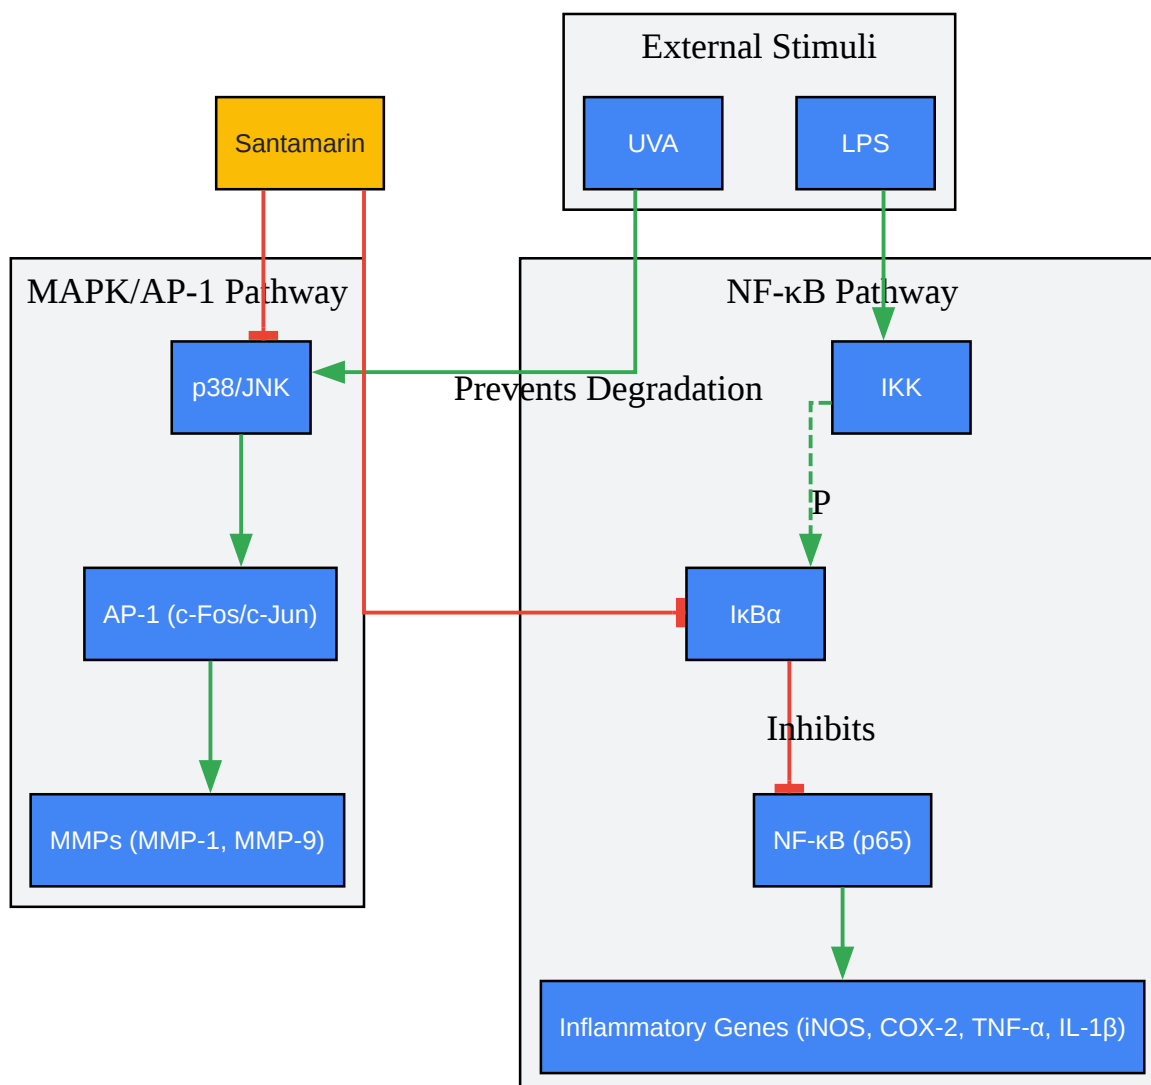 External Stimuli
Santamarin
UVA
LPS
MAPK/AP-1 Pathway
NF-κB Pathway
p38/JNK
Prevents Degradation
IKK
P
AP-1 (c-Fos/c-Jun)
IκBα
Inhibits
MMPs (MMP-1, MMP-9)
NF-κB (p65)
Inflammatory Genes (iNOS, COX-2, TNF-α, IL-1β)